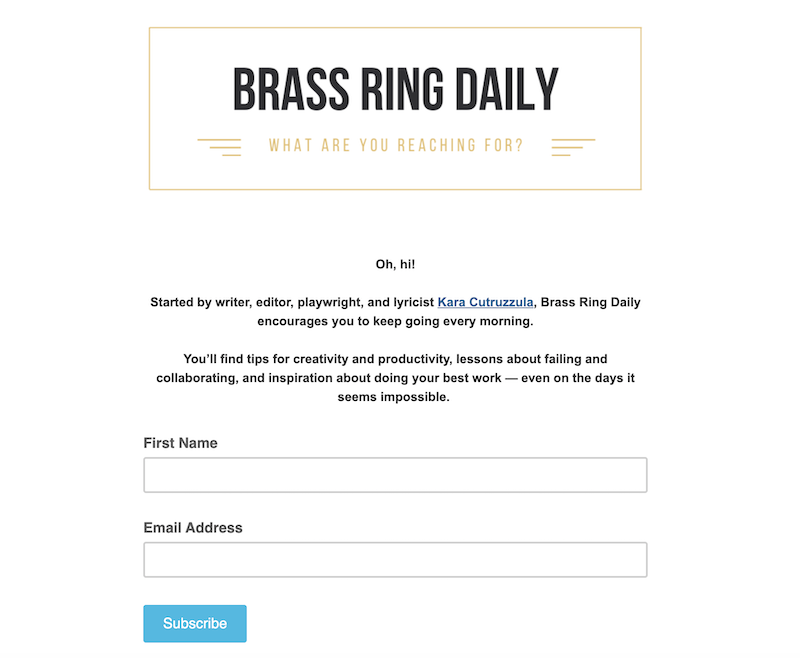 BRASS RING DAILY
WHAT ARE YOU REACHING FOR?
Oh, hi!
Started by writer, editor, playwright, and lyricist Kara Cutruzzula, Brass Ring Daily
encourages you to keep going every morning.
You’ll find tips for creativity and productivity, lessons about failing and
collaborating, and inspiration about doing your best work — even on the days it
seems impossible.
First Name
Email Address
Subscribe